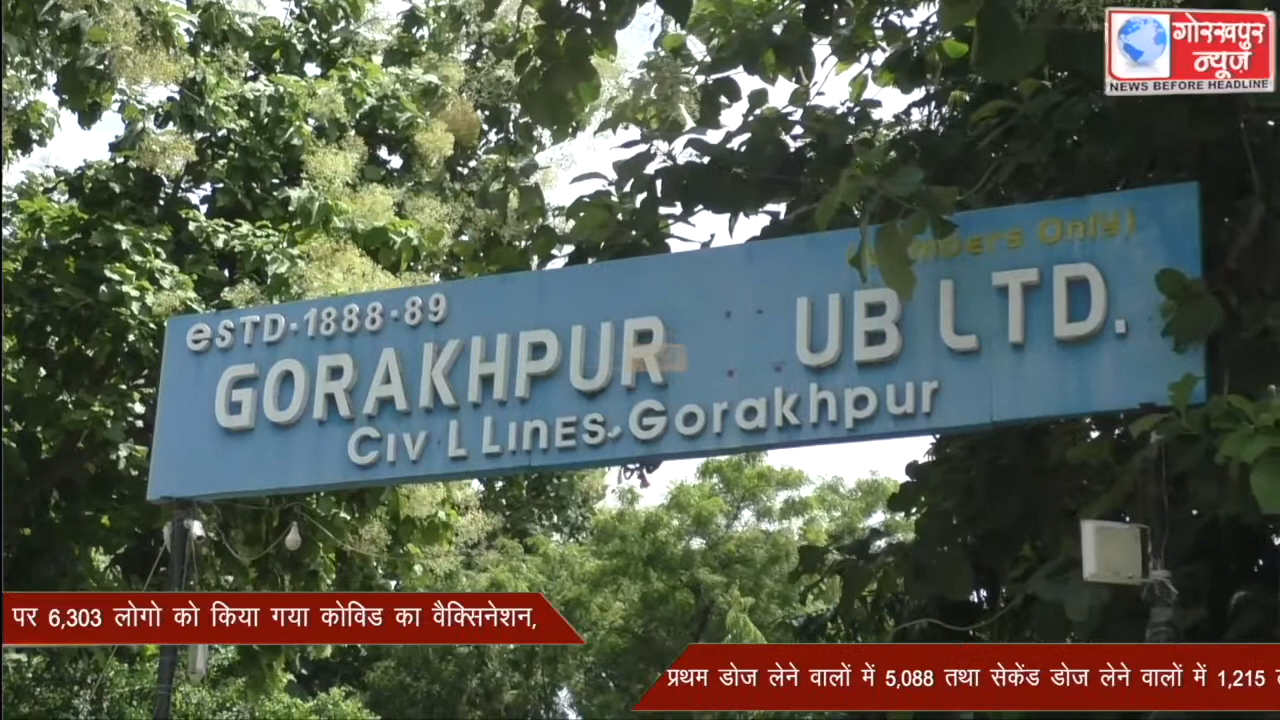 गोरखपुर
न्यूज़
NEWS BEFORE HEADLINE
Only)
eSTD-1888-89
GORAKHPUR UB LTD.
CIV L LINES, Gorakhpur
पर 6,303 लोगो को किया गया कोविड का वैक्सिनेशन,
प्रथम डोज लेने वालों में 5,088 तथा सेकेंड डोज लेने वालों में 1,215